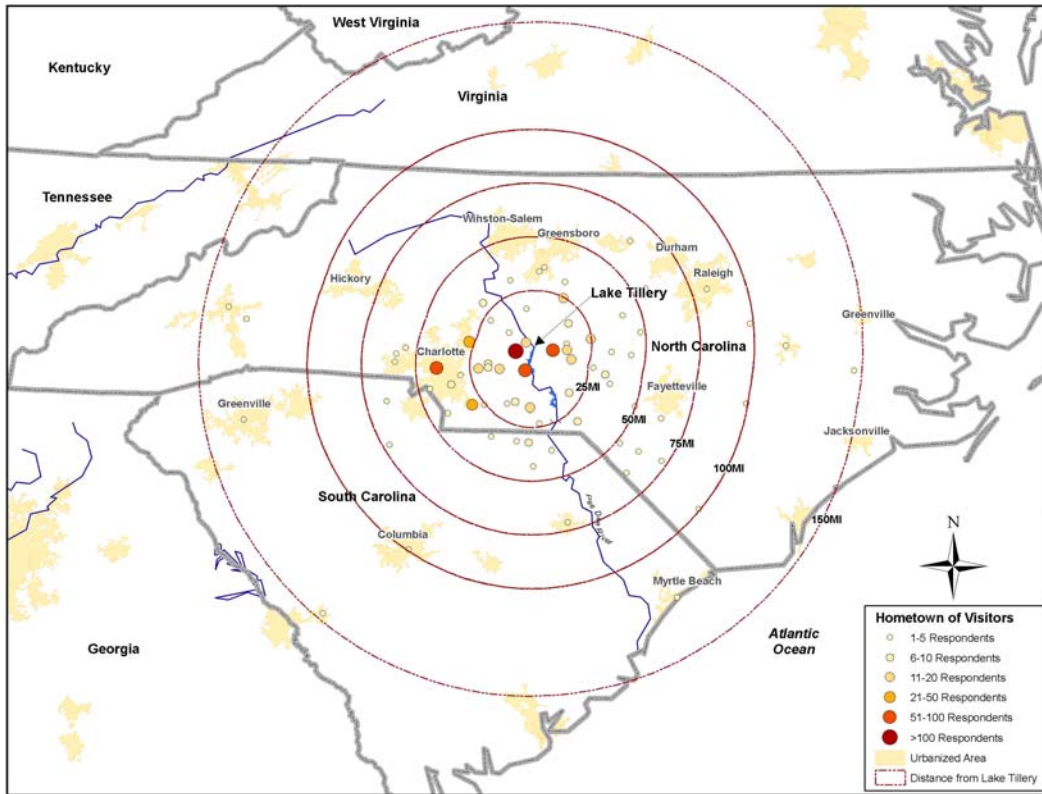 West Virginia
Kentucky
Virginia
Tennessee
Winston-Salem
Greensboro
Durham
Hickory
Raleigh
Lake Tillery
Greenville
Charlotte
North Carolina
25MI
Fayetteville
Greenville
50MI
Jacksonville
75MI
100MI
South Carolina
150MI
Pee Dee River
Columbia
N
Myrtle Beach
Georgia
Atlantic
Ocean
Hometown of Visitors
1-5 Respondents
6-10 Respondents
11-20 Respondents
21-50 Respondents
51-100 Respondents
>100 Respondents
Urbanized Area
Distance from Lake Tillery